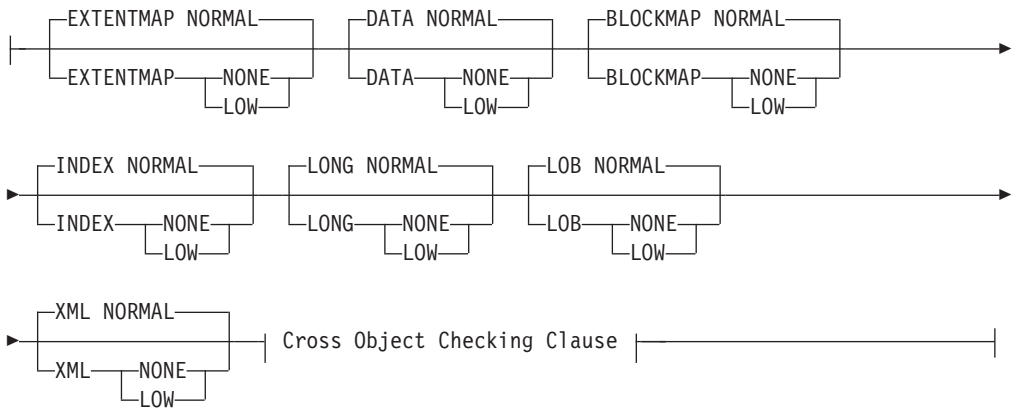 EXTENTMAP NORMAL DATA NORMAL BLOCKMAP NORMAL
EXTENTMAP NONE DATA NONE BLOCKMAP NONE
LOW LOW LOW
INDEX NORMAL LONG NORMAL LOB NORMAL
INDEX NONE LONG NONE LOB NONE
LOW LOW LOW
XML NORMAL
Cross Object Checking Clause
XML NONE
LOW